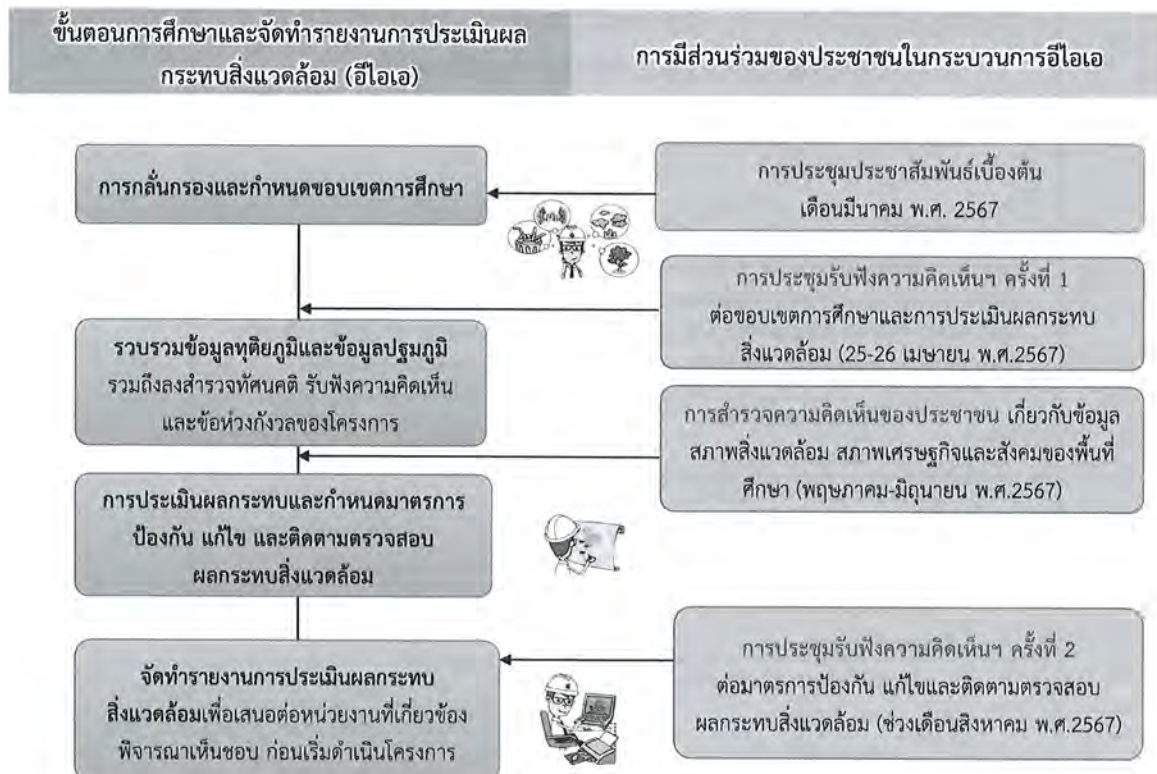 ขั้นตอนการศึกษาและจัดทำรายงานการประเมินผล
กระทบสิ่งแวดล้อม (อีไอเอ)
การมีส่วนร่วมของประชาชนในกระบวนการอีไอเอ
การกลั่นกรองและกำหนดขอบเขตการศึกษา
การประชุมประชาสัมพันธ์เบื้องต้น
เดือนมีนาคม พ.ศ. 2567
การประชุมรับฟังความคิดเห็นฯ ครั้งที่ 1
ต่อขอบเขตการศึกษาและการประเมินผลกระทบ
สิ่งแวดล้อม (25-26 เมษายน พ.ศ.2567)
รวบรวมข้อมูลทุติยภูมิและข้อมูลปฐมภูมิ
รวมถึงลงสำรวจทัศนคติ รับฟังความคิดเห็น
และข้อห่วงกังวลของโครงการ
การสำรวจความคิดเห็นของประชาชน เกี่ยวกับข้อมูล
สภาพสิ่งแวดล้อม สภาพเศรษฐกิจและสังคมของพื้นที่
ศึกษา (พฤษภาคม-มิถุนายน พ.ศ.2567)
การประเมินผลกระทบและกำหนดมาตรการ
ป้องกัน แก้ไข และติดตามตรวจสอบ
ผลกระทบสิ่งแวดล้อม
การประชุมรับฟังความคิดเห็นฯ ครั้งที่ 2
ต่อมาตรการป้องกัน แก้ไขและติดตามตรวจสอบ
ผลกระทบสิ่งแวดล้อม (ช่วงเดือนสิงหาคม พ.ศ.2567)
จัดทำรายงานการประเมินผลกระทบ
สิ่งแวดล้อมเพื่อเสนอต่อหน่วยงานที่เกี่ยวข้อง
พิจารณาเห็นชอบ ก่อนเริ่มดำเนินโครงการ